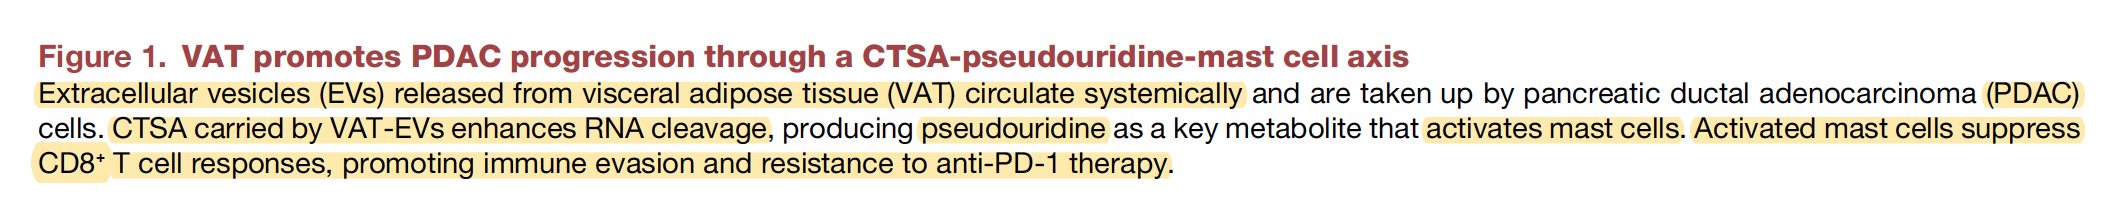 Figure 1. VAT promotes PDAC progression through a CTSA-pseudouridine-mast cell axis
Extracellular vesicles (EVs) released from visceral adipose tissue (VAT) circulate systemically and are taken up by pancreatic ductal adenocarcinoma (PDAC)
cells. CTSA carried by VAT-EVs enhances RNA cleavage, producing pseudouridine as a key metabolite that activates mast cells. Activated mast cells suppress
CD8⁺ T cell responses, promoting immune evasion and resistance to anti-PD-1 therapy.